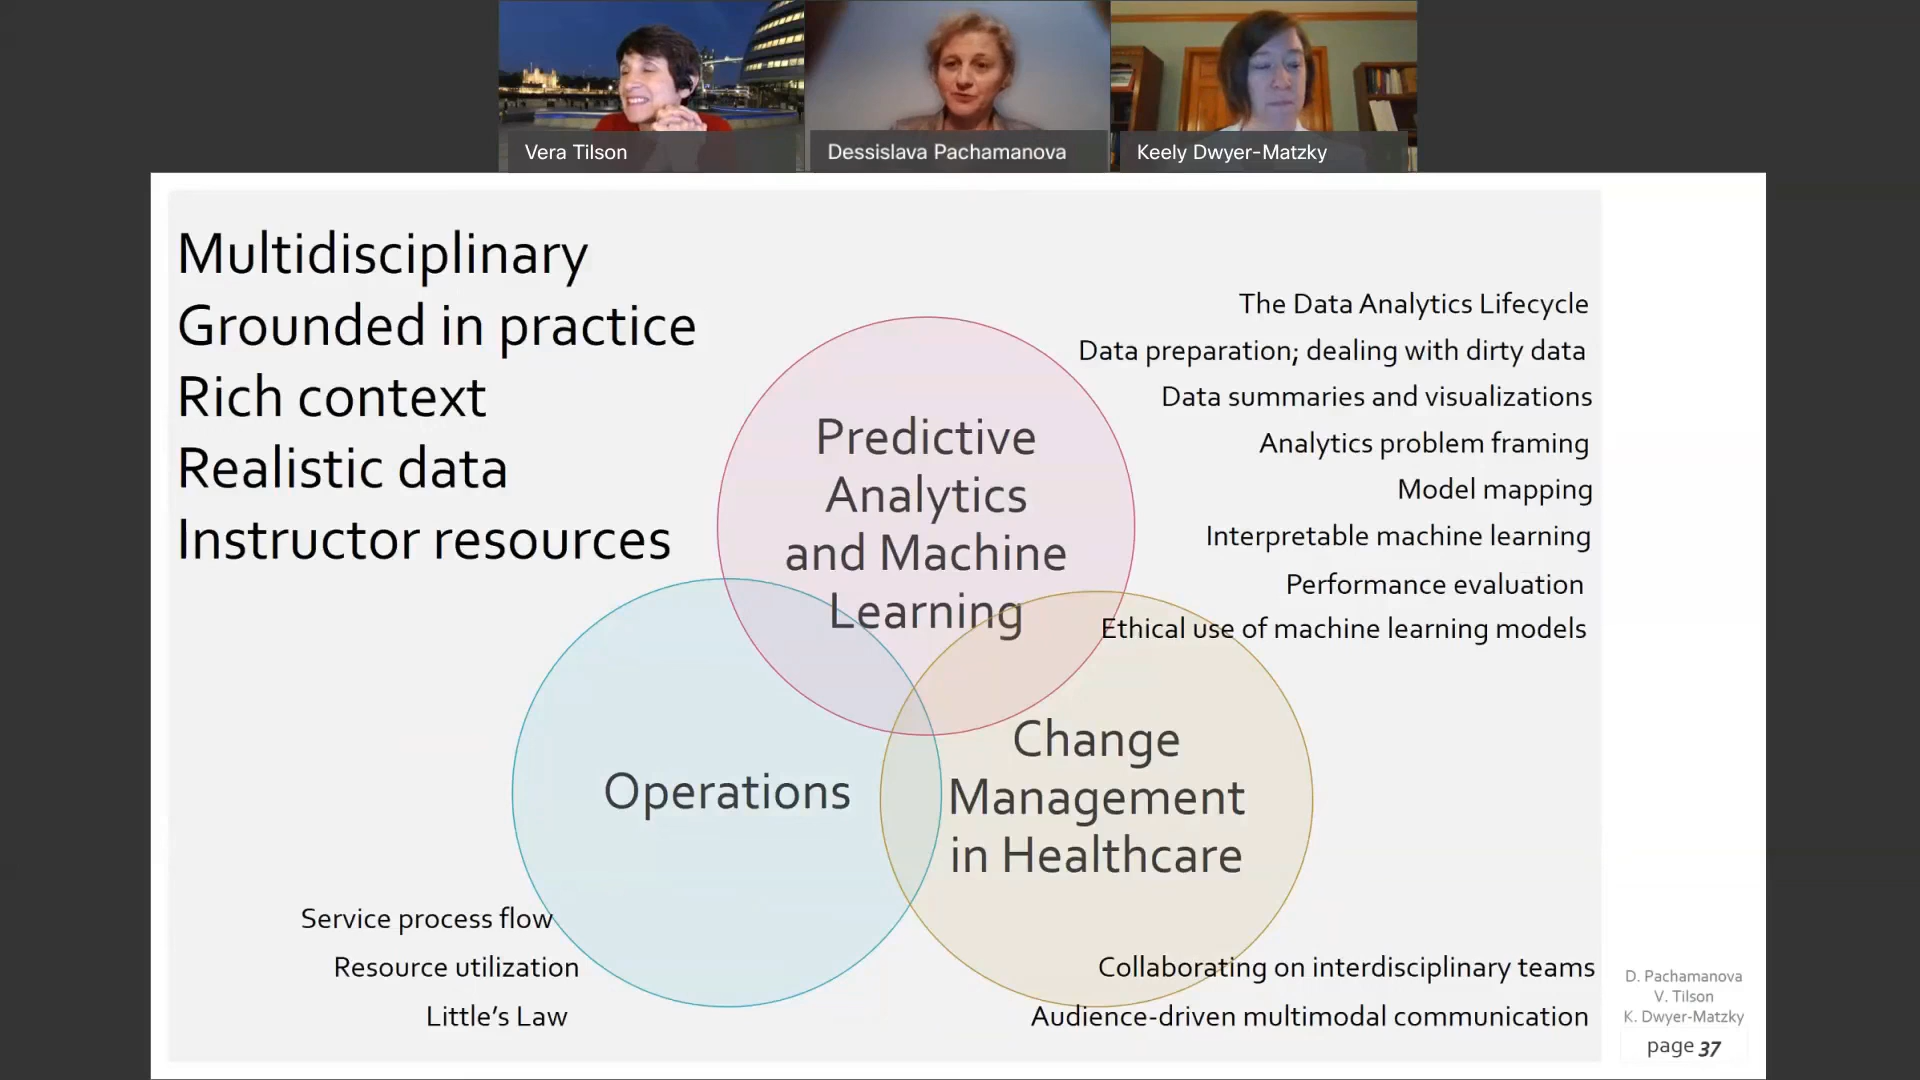 Vera Tilson
Dessislava Pachamanova
Keely Dwyer-Matzky
Multidisciplinary
Grounded in practice
Rich context
Realistic data
Instructor resources
Predictive
Analytics
and Machine
Learning
The Data Analytics Lifecycle
Data preparation; dealing with dirty data
Data summaries and visualizations
Analytics problem framing
Model mapping
Interpretable machine learning
Performance evaluation
Ethical use of machine learning models
Operations
Change
Management
in Healthcare
Service process flow
Resource utilization
Little’s Law
Collaborating on interdisciplinary teams
Audience-driven multimodal communication
D. Pachamanova
V. Tilson
K. Dwyer-Matzky
page 37